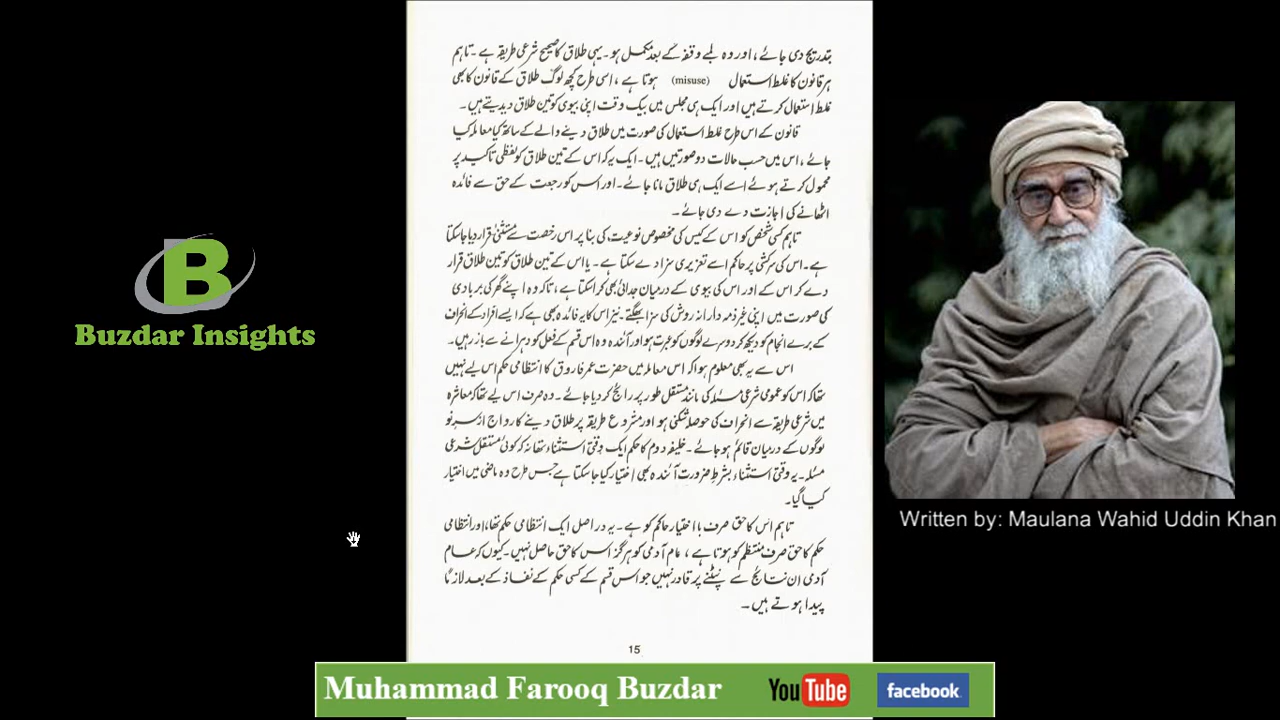 بتدریج دی جائے ، اور وہ لمبے وقفہ کے بعد مکمل ہو۔ یہی طلاق کا صحیح شرعی طریقہ ہے ۔ تاہم
ہر قانون کا غلط استعمال (misuse) ہوتا ہے ، اسی طرح کچھ لوگ طلاق کے قانون کا بھی
غلط استعمال کرتے ہیں اور ایک ہی مجلس میں بیک وقت اپنی بیوی کو تین طلاق دیدیتے ہیں ۔
قانون کے اس طرح غلط استعمال کی صورت میں طلاق دینے والے کے ساتھ کیا معاملہ کیا
جائے ، اس میں حسب حالات دو صورتیں ہیں ۔ ایک یہ کہ اس کے تین طلاق کو لفظی تاکید پر
محمول کرتے ہوئے اسے ایک ہی طلاق مانا جائے ۔ اور اس کو رجعت کے حق سے فائدہ
اٹھانے کی اجازت دے دی جائے ۔
تاہم کسی شخص کو اس کے کیس کی مخصوص نوعیت کی بنا پر اس رخصت سے مستثنیٰ قرار دیا جاسکتا
ہے ۔ اس کی سرکشی پر حاکم اسے تعزیری سزا دے سکتا ہے ۔ یا اس کے تین طلاق کو تین طلاق قرار
دے کر اس کے اور اس کی بیوی کے درمیان جدائی بھی کرا سکتا ہے ، تاکہ وہ اپنے گھر کی بربادی
کی صورت میں اپنی غیر ذمہ دارانہ روش کی سزا بھگتے ۔ نیز اس کا یہ فائدہ بھی ہے کہ ایسے افراد کے انحراف
کے برے انجام کو دیکھ کر دوسرے لوگوں کو عبرت ہو اور آئندہ وہ اس قسم کے فعل کو دہرانے سے باز رہیں ۔
اس سے یہ بھی معلوم ہوا کہ اس معاملہ میں حضرت عمر فاروق کا انتظامی حکم اس لیے نہیں
تھا کہ اس کو عمومی شرعی مسئلہ کی مانند مستقل طور پر رائج کر دیا جائے ۔ وہ صرف اس لیے تھا کہ معاشرہ
میں شرعی طریقہ سے انحراف کی حوصلہ شکنی ہو اور مشروع طریقہ پر طلاق دینے کا رواج از سرنو
لوگوں کے درمیان قائم ہو جائے ۔ خلیفہ دوم کا حکم ایک وقتی استثناء تھا نہ کہ کوئی مستقل شرعی
مسئلہ ۔ یہ وقتی استثناء بشرط ضرورت آئندہ بھی اختیار کیا جاسکتا ہے جس طرح وہ ماضی میں اختیار
کیا گیا ۔
تاہم اس کا حق صرف با اختیار حاکم کو ہے ۔ یہ دراصل ایک انتظامی حکم تھا، اور انتظامی
حکم کا حق صرف منتظم کو ہوتا ہے ، عام آدمی کو ہرگز اس کا حق حاصل نہیں ۔ کیوں کہ عام
آدمی ان نتائج سے نپٹنے پر قادر نہیں جو اس قسم کے کسی حکم کے نفاذ کے بعد لازماً
پیدا ہوتے ہیں ۔
15
B
Buzdar Insights
Written by: Maulana Wahid Uddin Khan
Muhammad Farooq Buzdar YouTube facebook